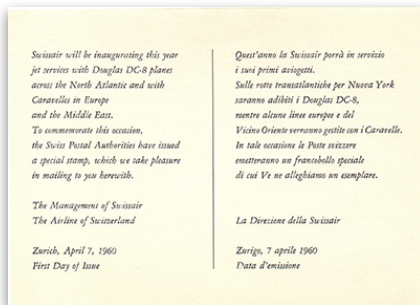 Swissair will be inaugurating this year
jet services with Douglas DC-8 planes
across the North Atlantic and with
Caravelles in Europe
and the Middle East.
To commemorate this occasion,
the Swiss Postal Authorities have issued
a special stamp, which we take pleasure
in mailing to you herewith.
The Management of Swissair
The Airline of Switzerland
Zurich, April 7, 1960
First Day of Issue
Quest'anno la Swissair porrà in servizio
i suoi primi aviogetti.
Sulle rotte transatlantiche per Nuova York
saranno adibiti i Douglas DC-8,
mentre alcune linee europee e del
Vicino Oriente verranno gestite con i Caravelle.
In tale occasione le Poste svizzere
emetteranno un francobollo speciale
di cui Ve ne alleghiamo un esemplare.
La Direzione della Swissair
Zurigo, 7 aprile 1960
Data d'emissione